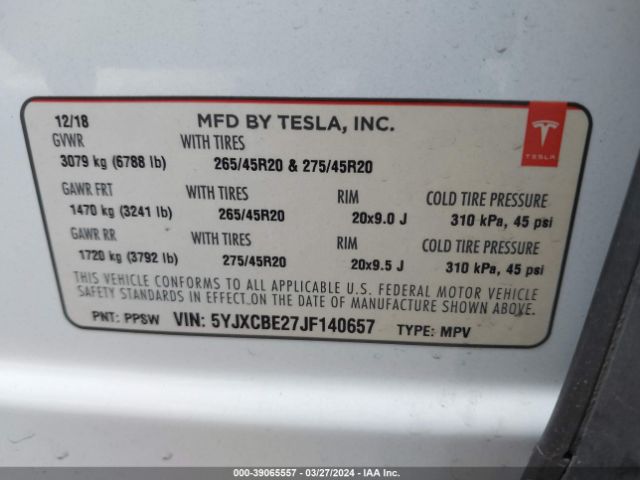 12/18 MFD BY TESLA, INC.
GVWR WITH TIRES
3079 kg (6788 lb) 265/45R20 & 275/45R20
TESLA
GAWR FRT WITH TIRES RIM COLD TIRE PRESSURE
1470 kg (3241 lb) 265/45R20 20x9.0 J 310 kPa, 45 psi
GAWR RR WITH TIRES RIM COLD TIRE PRESSURE
1720 kg (3792 lb) 275/45R20 20x9.5 J 310 kPa, 45 psi
THIS VEHICLE CONFORMS TO ALL APPLICABLE U.S. FEDERAL MOTOR VEHICLE
SAFETY STANDARDS IN EFFECT ON THE DATE OF MANUFACTURE SHOWN ABOVE.
PNT: PPSW VIN: 5YJXCBE27JF140657 TYPE: MPV
000-39065557 - 03/27/2024 - IAA Inc.